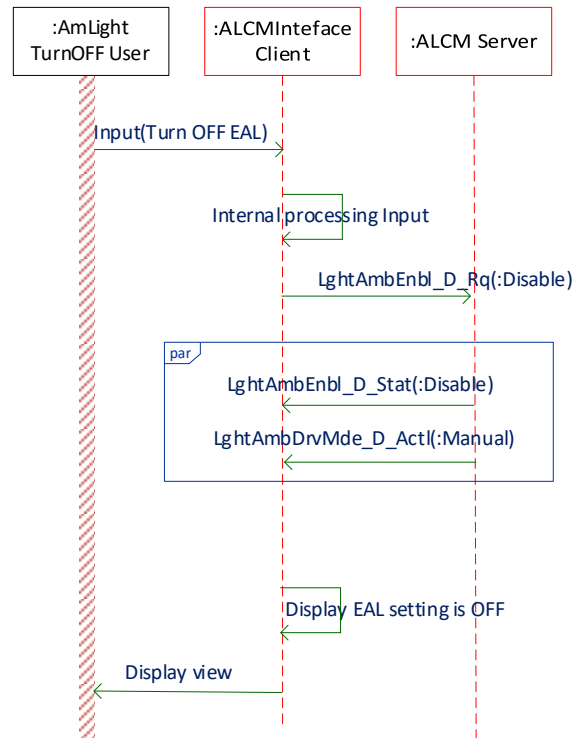 :AmLight
TurnOFF User
:ALCMInteface
Client
:ALCM Server
Input(Turn OFF EAL)
Internal processing Input
LghtAmbEnbl_D_Rq(:Disable)
par
LghtAmbEnbl_D_Stat(:Disable)
LghtAmbDrvMde_D_Actl(:Manual)
Display EAL setting is OFF
Display view